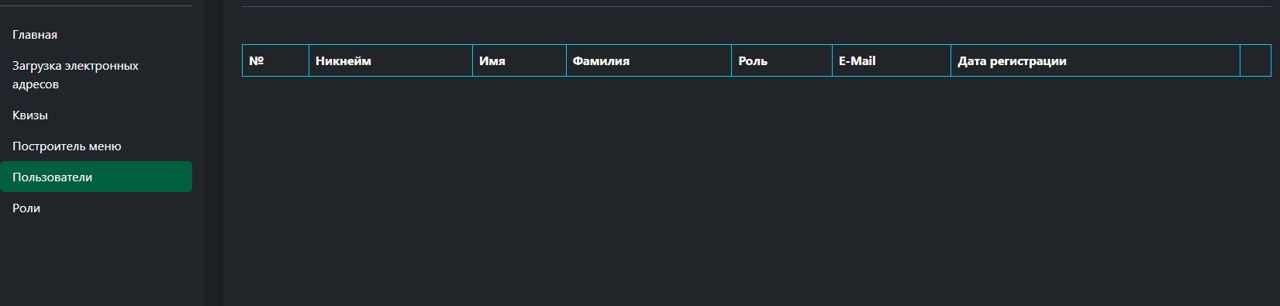 Главная
Загрузка электронных
адресов
Квизы
Построитель меню
Пользователи
Роли
№ Никнейм Имя Фамилия Роль E-Mail Дата регистрации